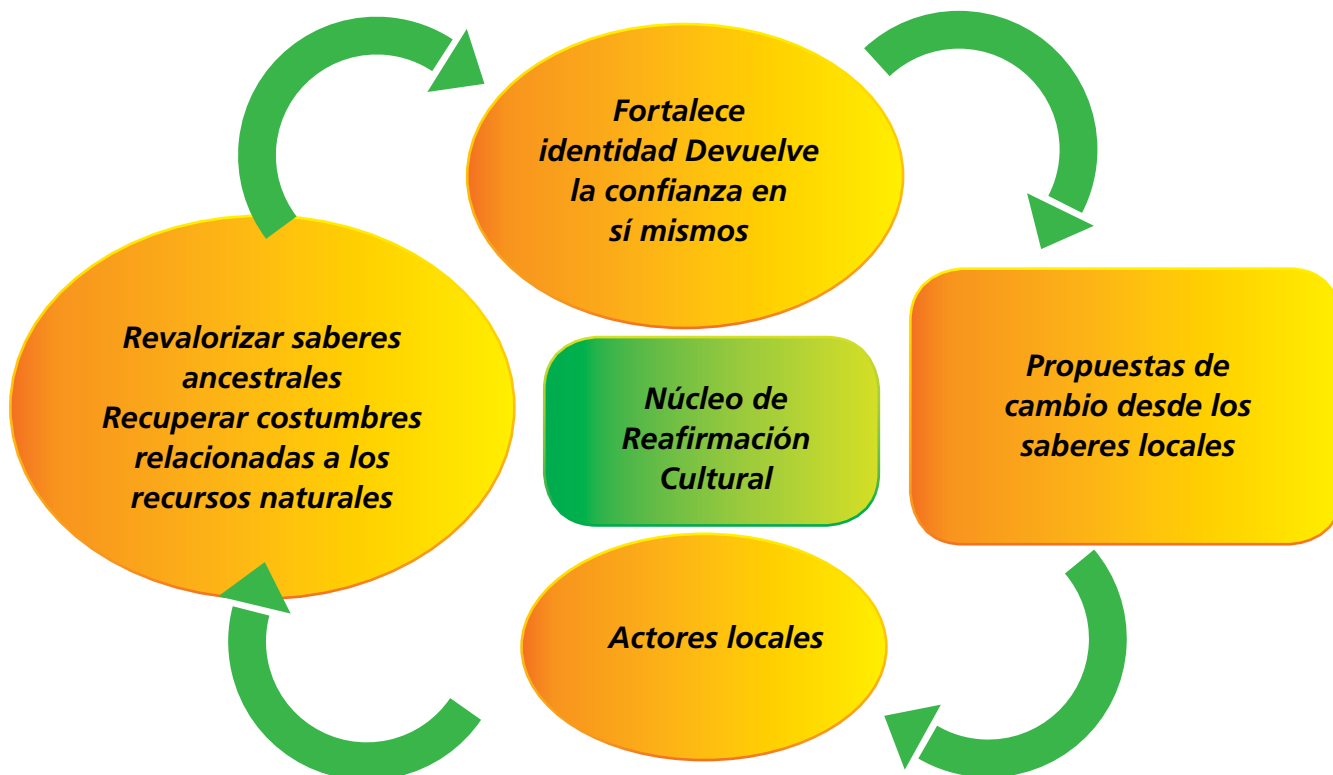 Fortalece
identidad Devuelve
la confianza en
sí mismos
Revalorizar saberes
ancestrales
Recuperar costumbres
relacionadas a los
recursos naturales
Núcleo de
Reafirmación
Cultural
Propuestas de
cambio desde los
saberes locales
Actores locales